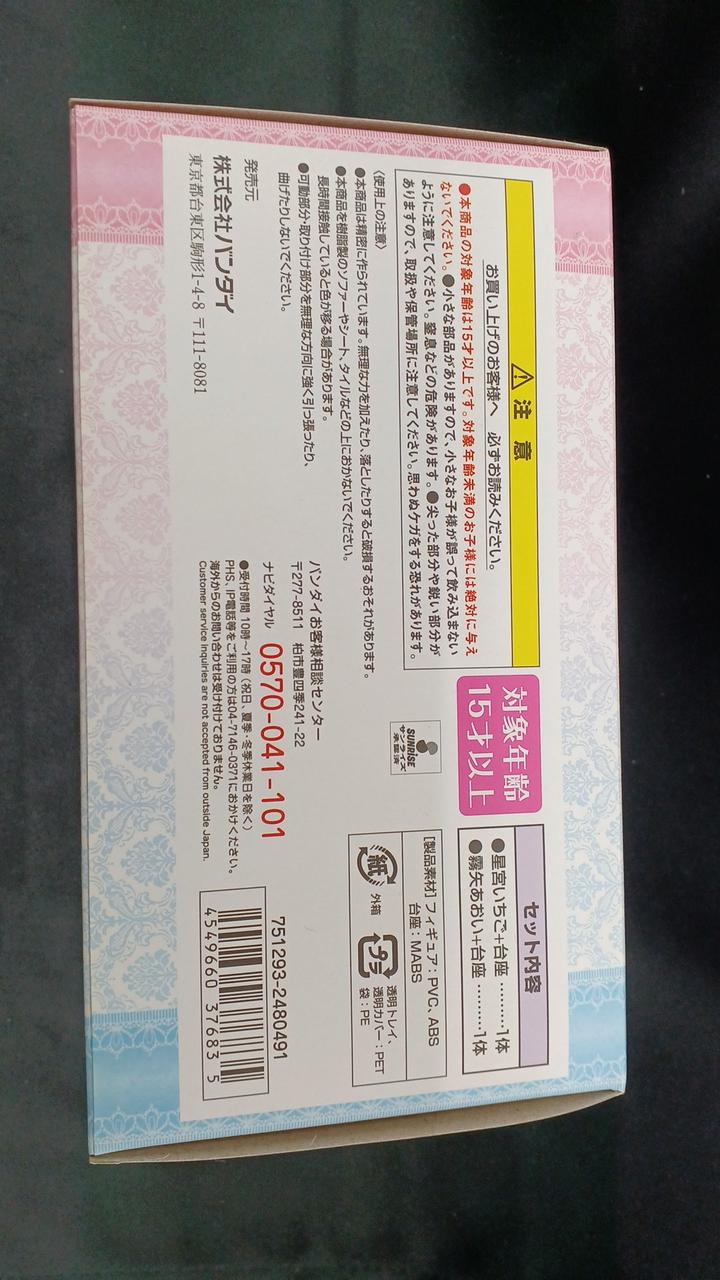 ⚠注意
お買い上げのお客様へ 必ずお読みください。
●本商品の対象年齢は15才以上です。対象年齢未満のお子様には絶対に与え
ないでください。●小さな部品がありますので、小さなお子様が誤って飲み込まない
ように注意してください。窒息などの危険があります。●尖った部分や鋭い部分が
ありますので、取扱や保管場所に注意してください。思わぬケガをする恐れがあります。
〈使用上の注意〉
●本商品は精密に作られています。無理な力を加えたり、落としたりすると破損するおそれがあります。
●本商品を樹脂製のソファーやシート、タイルなどの上におかないでください。
長時間接触していると色が移る場合があります。
●可動部分・取り付け部分を無理な方向に強く引っ張ったり、
曲げたりしないでください。
発売元
株式会社バンダイ
東京都台東区駒形1-4-8 〒111-8081
対象年齢
15才以上
SUNRISE
サンライズ
承認済
バンダイお客様相談センター
〒277-8511 柏市豊四季241-22
ナビダイヤル 0570-041-101
●受付時間 10時〜17時(祝日、夏季・冬季休業日を除く)
PHS、IP電話等をご利用の方は04-7146-0371におかけください。
海外からのお問い合わせは受け付けておりません。
Customer service inquiries are not accepted from outside Japan.
セット内容
●星宮いちご+台座………1体
●霧矢あおい+台座………1体
[製品素材]フィギュア:PVC、ABS
台座:MABS
紙 外箱
プラ 透明トレイ、
透明カバー:PET
袋:PE
751293-2480491
4549660 37683 5